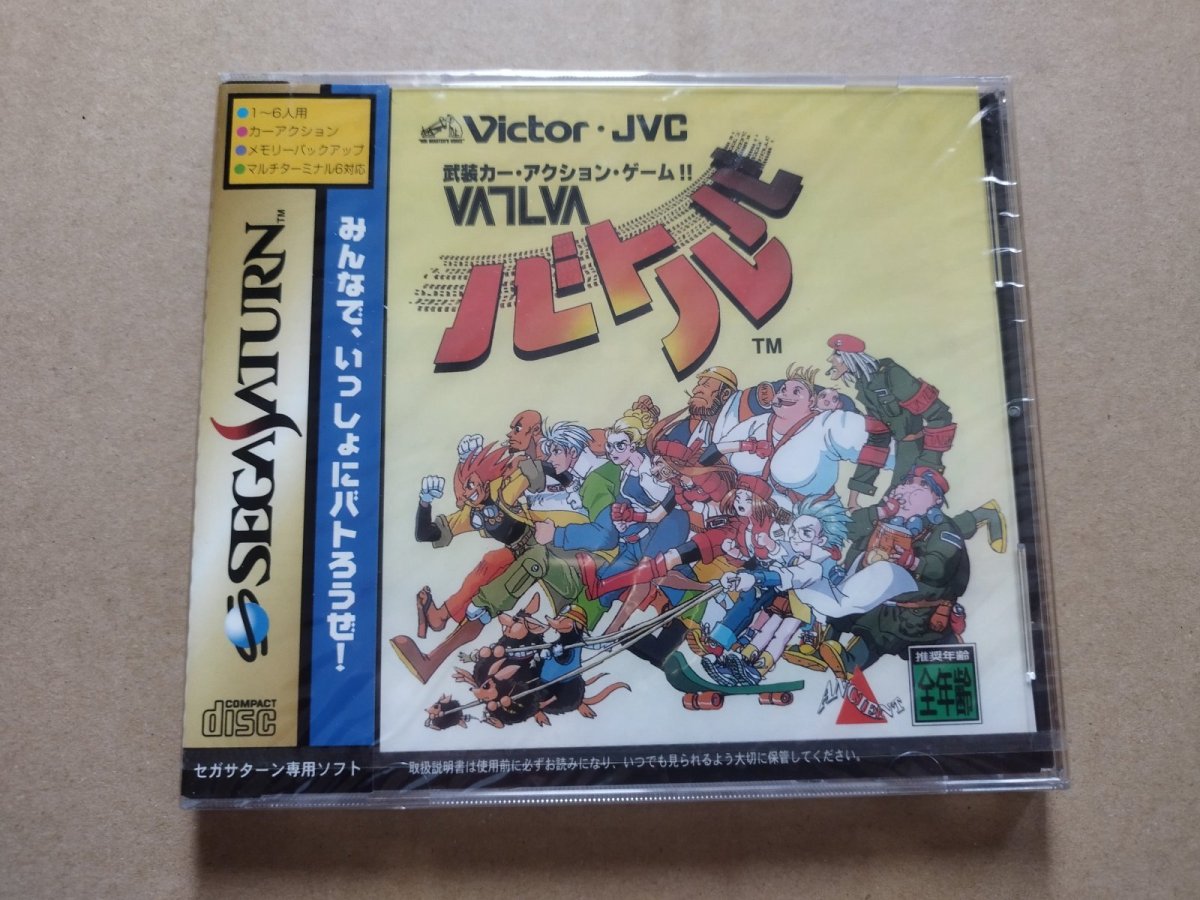 1〜6人用
カーアクション
メモリーバックアップ
マルチターミナル6対応
SEGA SATURN™
COMPACT
disc
セガサターン専用ソフト
みんなで、いっしょにバトろうぜ!
HIS MASTER'S VOICE
Victor・JVC
武装カー・アクション・ゲーム!!
VATLVA
バトルバ
TM
ANCIENT
推奨年齢
全年齢
取扱説明書は使用前に必ずお読みになり、いつでも見られるよう大切に保管してください。